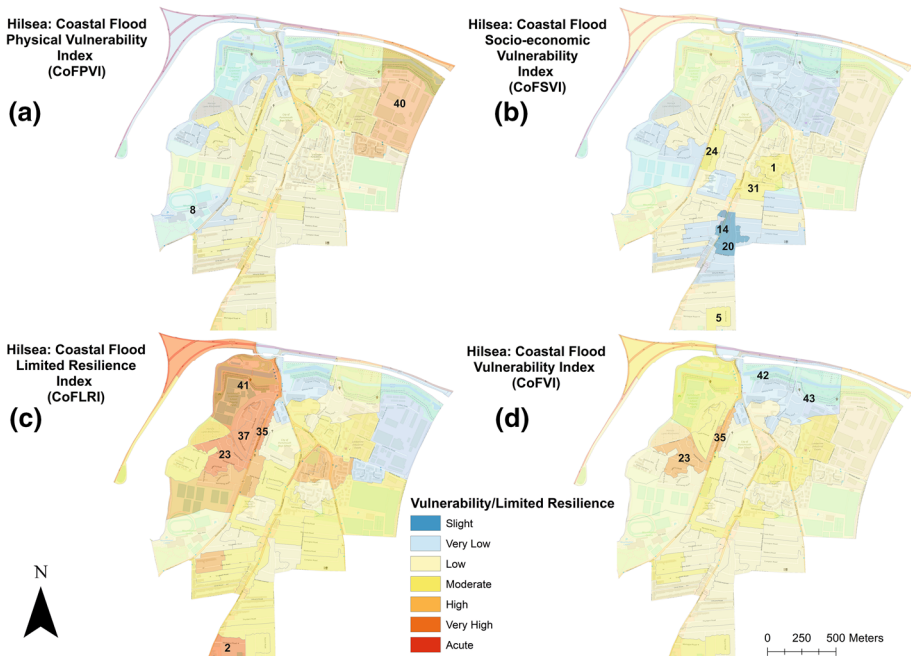 Hilsea: Coastal Flood
Physical Vulnerability
Index
(CoFPVI)
(a)
40
8
Hilsea: Coastal Flood
Socio-economic
Vulnerability
Index
(CoFSVI)
(b)
24
1
31
14
20
5
Hilsea: Coastal Flood
Limited Resilience
Index
(CoFLRI)
(c)
41
37
35
23
2
Hilsea: Coastal Flood
Vulnerability Index
(CoFVI)
(d)
42
43
35
23
Vulnerability/Limited Resilience
Slight
Very Low
Low
Moderate
High
Very High
Acute
N
0 250 500 Meters